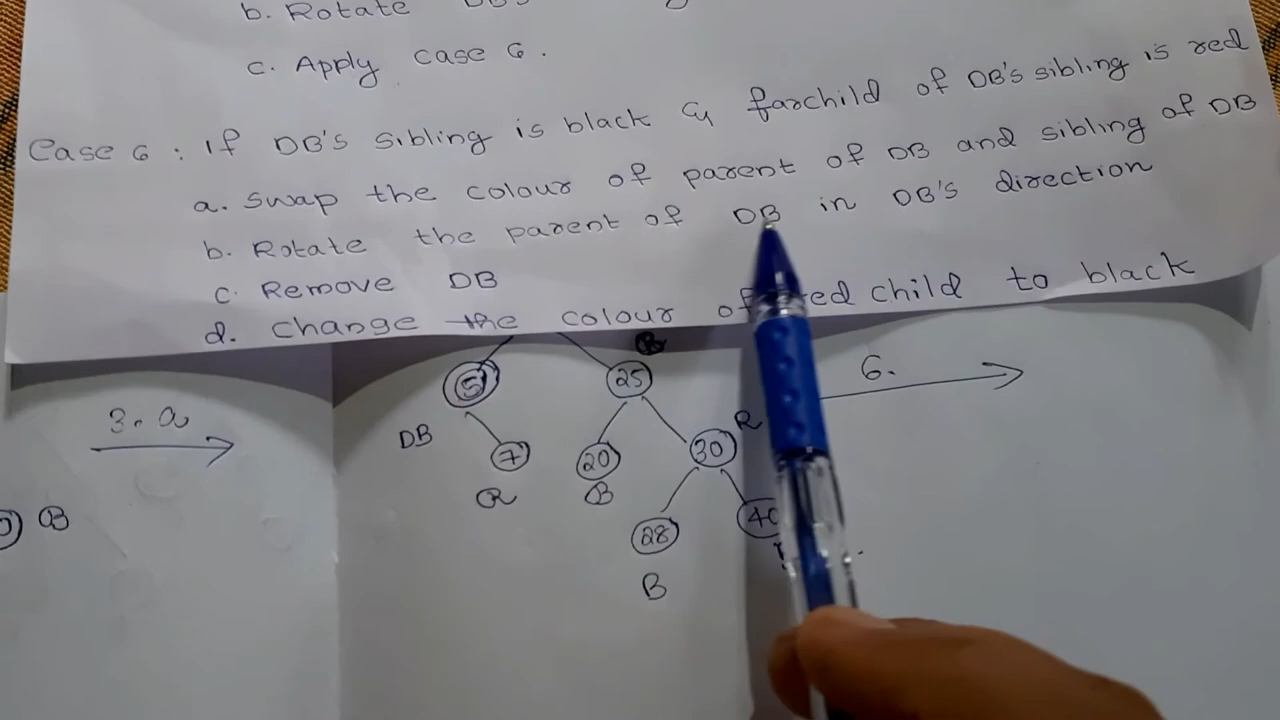 b. Rotate DB's
c. Apply case 6.
Case 6 : If DB's sibling is black & farchild of DB's sibling is red
a. Swap the colour of parent of DB and sibling of DB
b. Rotate the parent of DB in DB's direction
c. Remove DB
d. change the colour of red child to black
B
5 25 6.
3. a DB R
7 20 30
R B
B 28 40
B